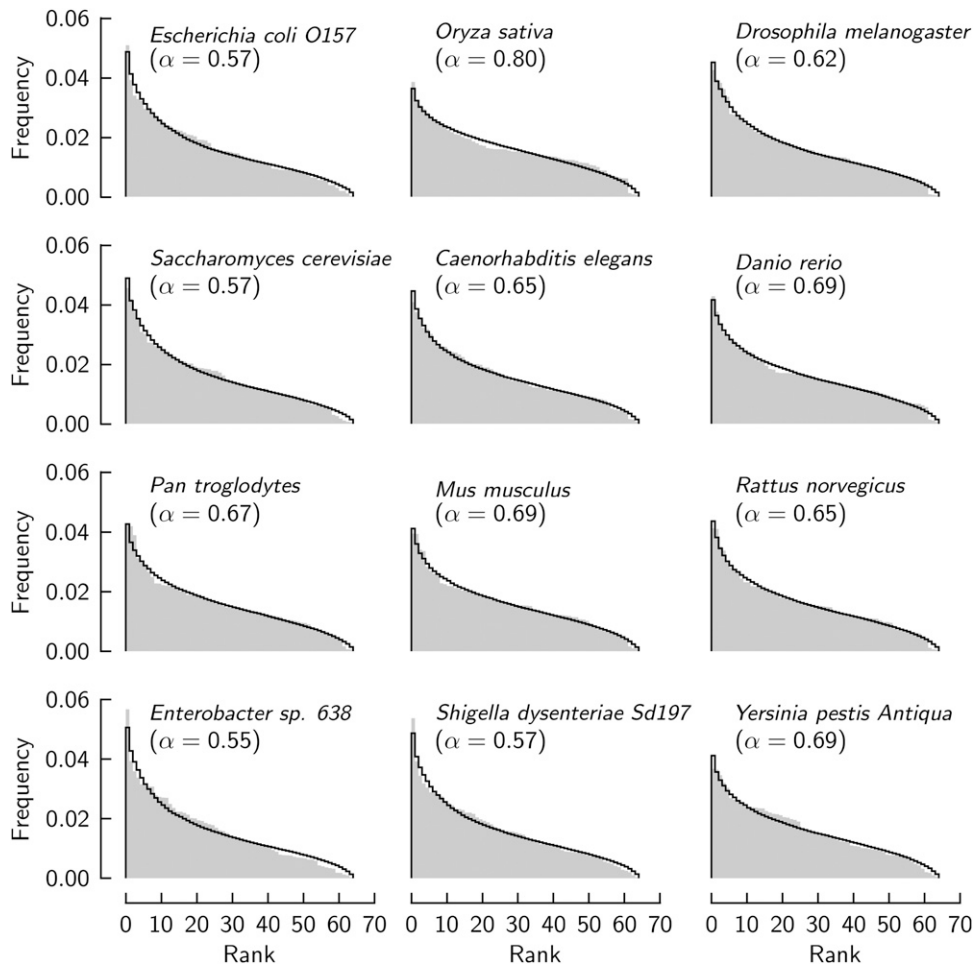 0.06
0.04
0.02
0.00
Frequency
Escherichia coli O157
(α = 0.57)
Oryza sativa
(α = 0.80)
Drosophila melanogaster
(α = 0.62)
0.06
0.04
0.02
0.00
Frequency
Saccharomyces cerevisiae
(α = 0.57)
Caenorhabditis elegans
(α = 0.65)
Danio rerio
(α = 0.69)
0.06
0.04
0.02
0.00
Frequency
Pan troglodytes
(α = 0.67)
Mus musculus
(α = 0.69)
Rattus norvegicus
(α = 0.65)
0.06
0.04
0.02
0.00
Frequency
Enterobacter sp. 638
(α = 0.55)
Shigella dysenteriae Sd197
(α = 0.57)
Yersinia pestis Antiqua
(α = 0.69)
0 10 20 30 40 50 60 70
Rank
0 10 20 30 40 50 60 70
Rank
0 10 20 30 40 50 60 70
Rank